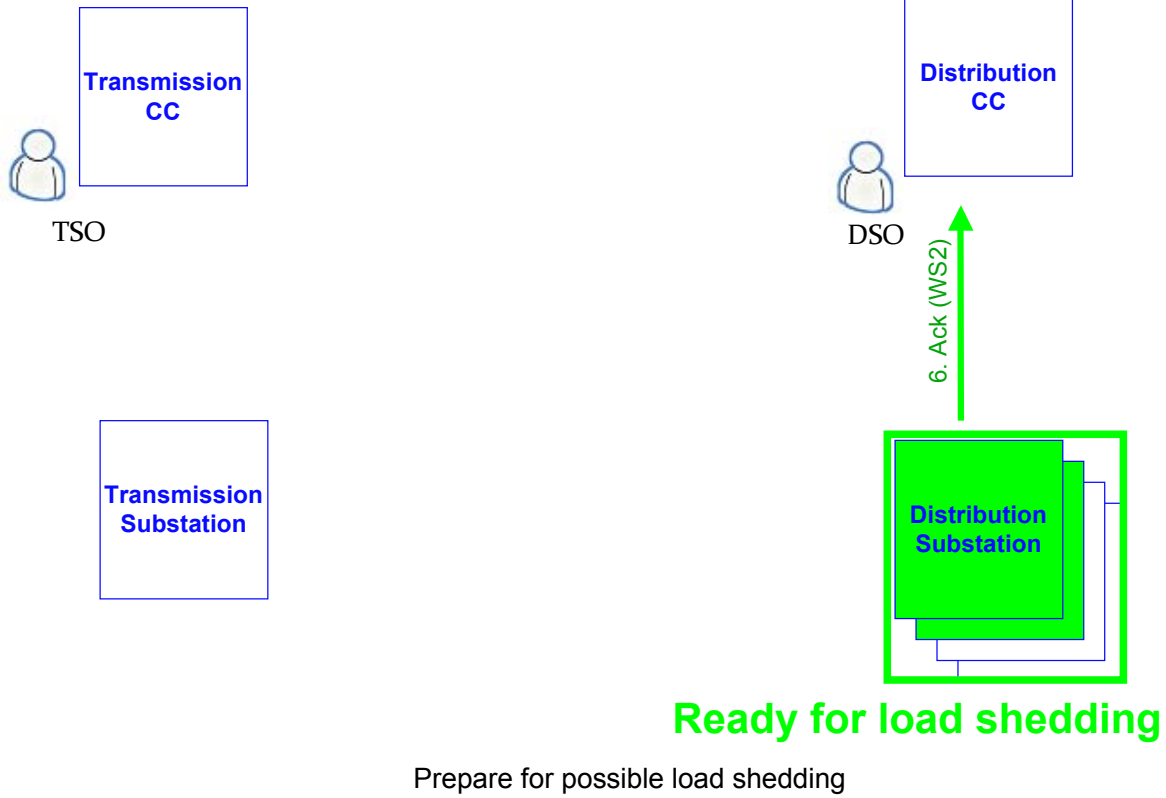 Transmission
CC
Distribution
CC
TSO
DSO
6. Ack (WS2)
Transmission
Substation
Distribution
Substation
Ready for load shedding
Prepare for possible load shedding